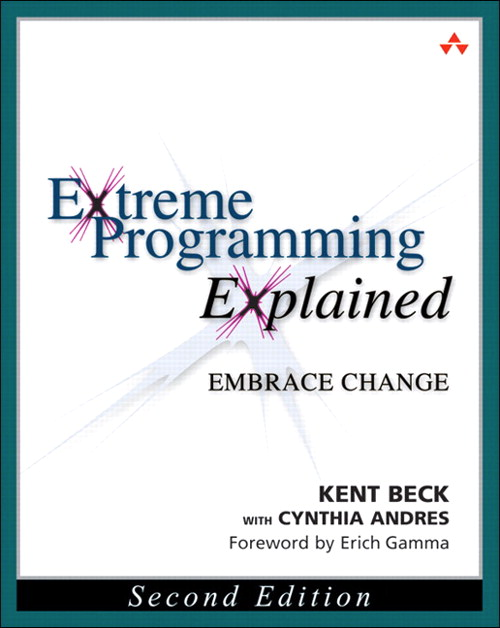 Extreme
Programming
Explained
EMBRACE CHANGE
KENT BECK
WITH CYNTHIA ANDRES
Foreword by Erich Gamma
Second Edition